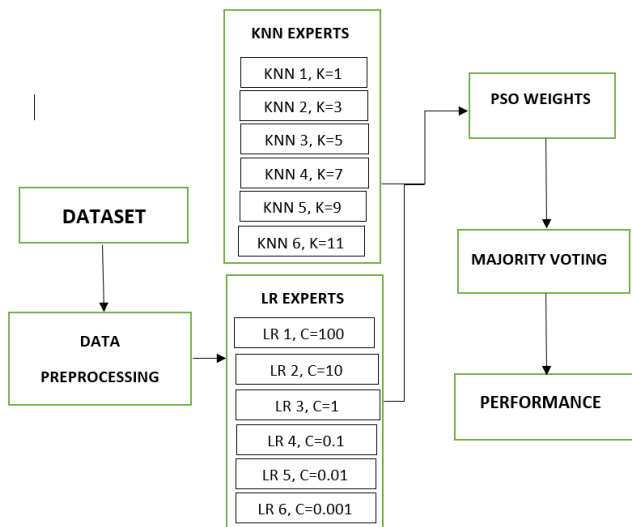 DATASET
DATA
PREPROCESSING
KNN EXPERTS
KNN 1, K=1
KNN 2, K=3
KNN 3, K=5
KNN 4, K=7
KNN 5, K=9
KNN 6, K=11
LR EXPERTS
LR 1, C=100
LR 2, C=10
LR 3, C=1
LR 4, C=0.1
LR 5, C=0.01
LR 6, C=0.001
PSO WEIGHTS
MAJORITY VOTING
PERFORMANCE